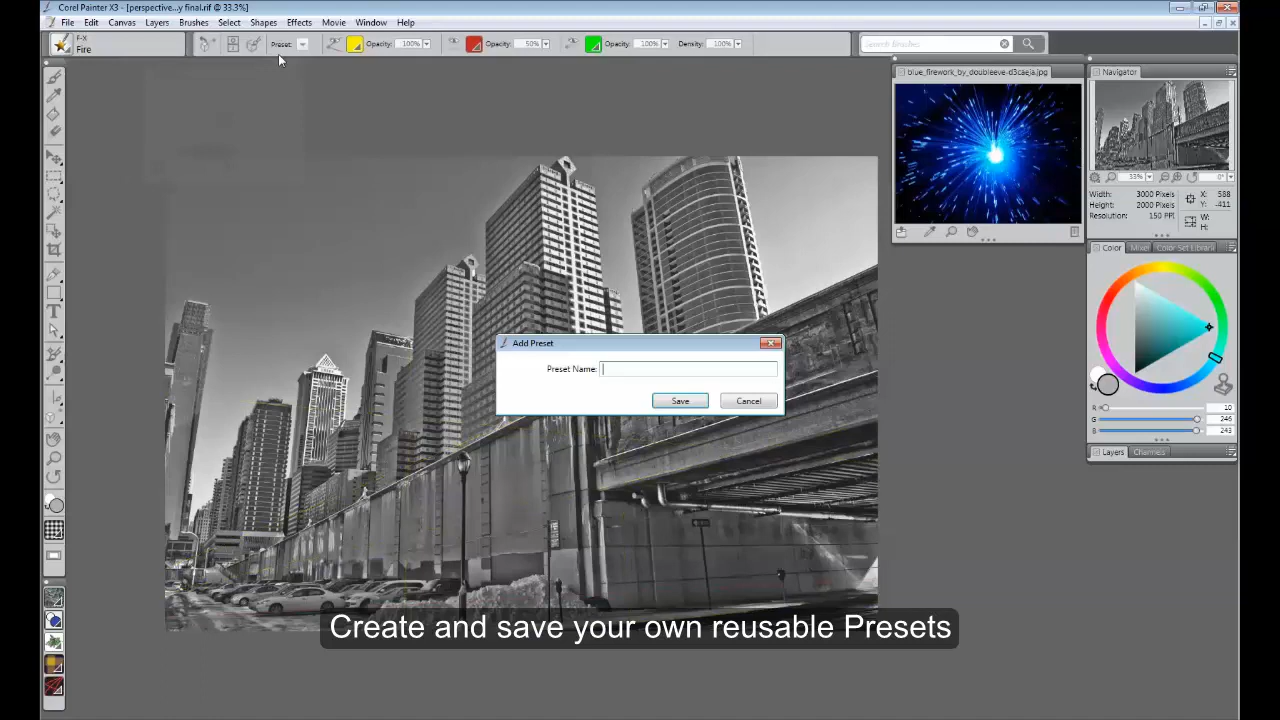 Corel Painter X3 - [perspective...y final.rif @ 33.3%]
File Edit Canvas Layers Brushes Select Shapes Effects Movie Window Help
F-X
Fire
Preset:
Opacity: 100%
Opacity: 50%
Opacity: 100%
Density: 100%
Search Brushes
blue_firework_by_doubleeve-d3caeja.jpg
Navigator
33%
0°
Width: 3000 Pixels
Height: 2000 Pixels
Resolution: 150 PPI
X: 588
Y: -411
W:
H:
Color Mixer Color Set Libraries
R 10
G 246
B 243
Layers Channels
Add Preset
Preset Name:
Save Cancel
Create and save your own reusable Presets